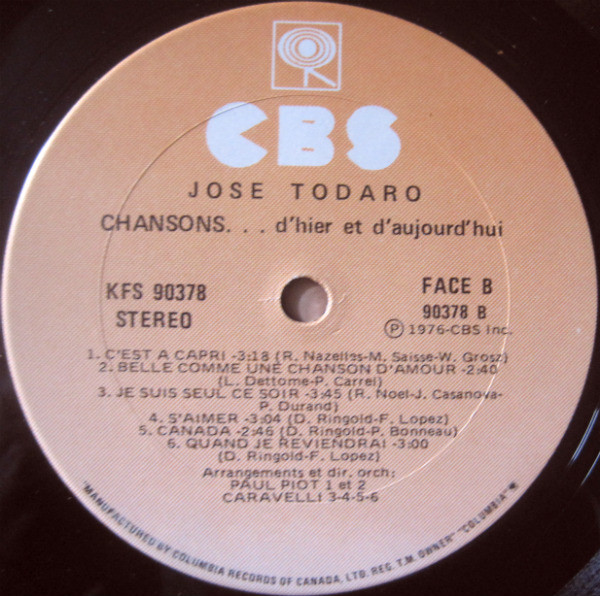 CBS
JOSE TODARO
CHANSONS. . . d'hier et d'aujourd'hui
KFS 90378
STEREO
FACE B
90378 B
Ⓟ 1976-CBS Inc.
1. C'EST A CAPRI -3:18 (R. Nazelles-M. Saisse-W. Grosz)
2. BELLE COMME UNE CHANSON D'AMOUR -2:40
(L. Dettome-P. Carrel)
3. JE SUIS SEUL CE SOIR -3:45 (R. Noel-J. Casanova-
P. Durand)
4. S'AIMER -3:04 (D. Ringold-F. Lopez)
5. CANADA -2:46 (D. Ringold-P. Bonneau)
6. QUAND JE REVIENDRAI -3:00
(D. Ringold-F. Lopez)
Arrangements et dir. orch:
PAUL PIOT 1 et 2
CARAVELLI 3-4-5-6
"MANUFACTURED BY COLUMBIA RECORDS OF CANADA, LTD. REG. T.M. OWNER" "COLUMBIA"